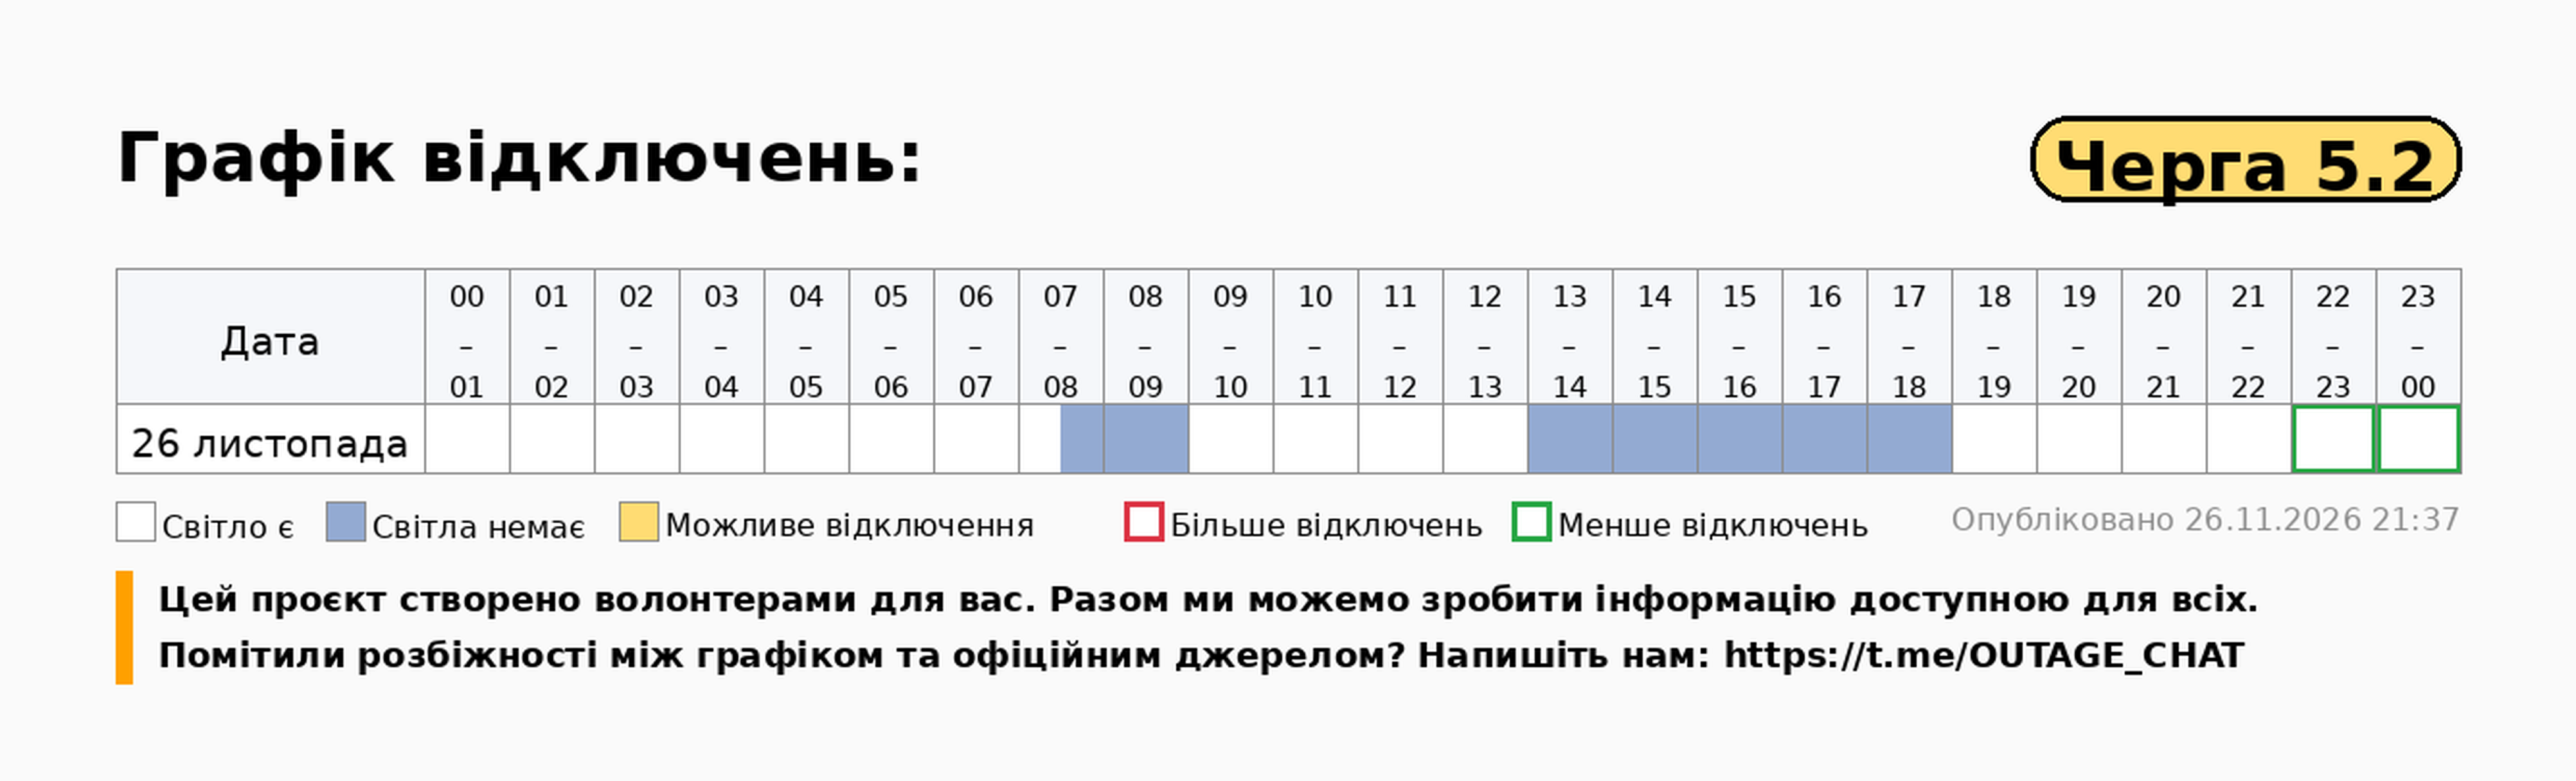 Графік відключень:
Черга 5.2
Дата
00 – 01
01 – 02
02 – 03
03 – 04
04 – 05
05 – 06
06 – 07
07 – 08
08 – 09
09 – 10
10 – 11
11 – 12
12 – 13
13 – 14
14 – 15
15 – 16
16 – 17
17 – 18
18 – 19
19 – 20
20 – 21
21 – 22
22 – 23
23 – 00
26 листопада
Світло є
Світла немає
Можливе відключення
Більше відключень
Менше відключень
Опубліковано 26.11.2026 21:37
Цей проєкт створено волонтерами для вас. Разом ми можемо зробити інформацію доступною для всіх.
Помітили розбіжності між графіком та офіційним джерелом? Напишіть нам: https://t.me/OUTAGE_CHAT